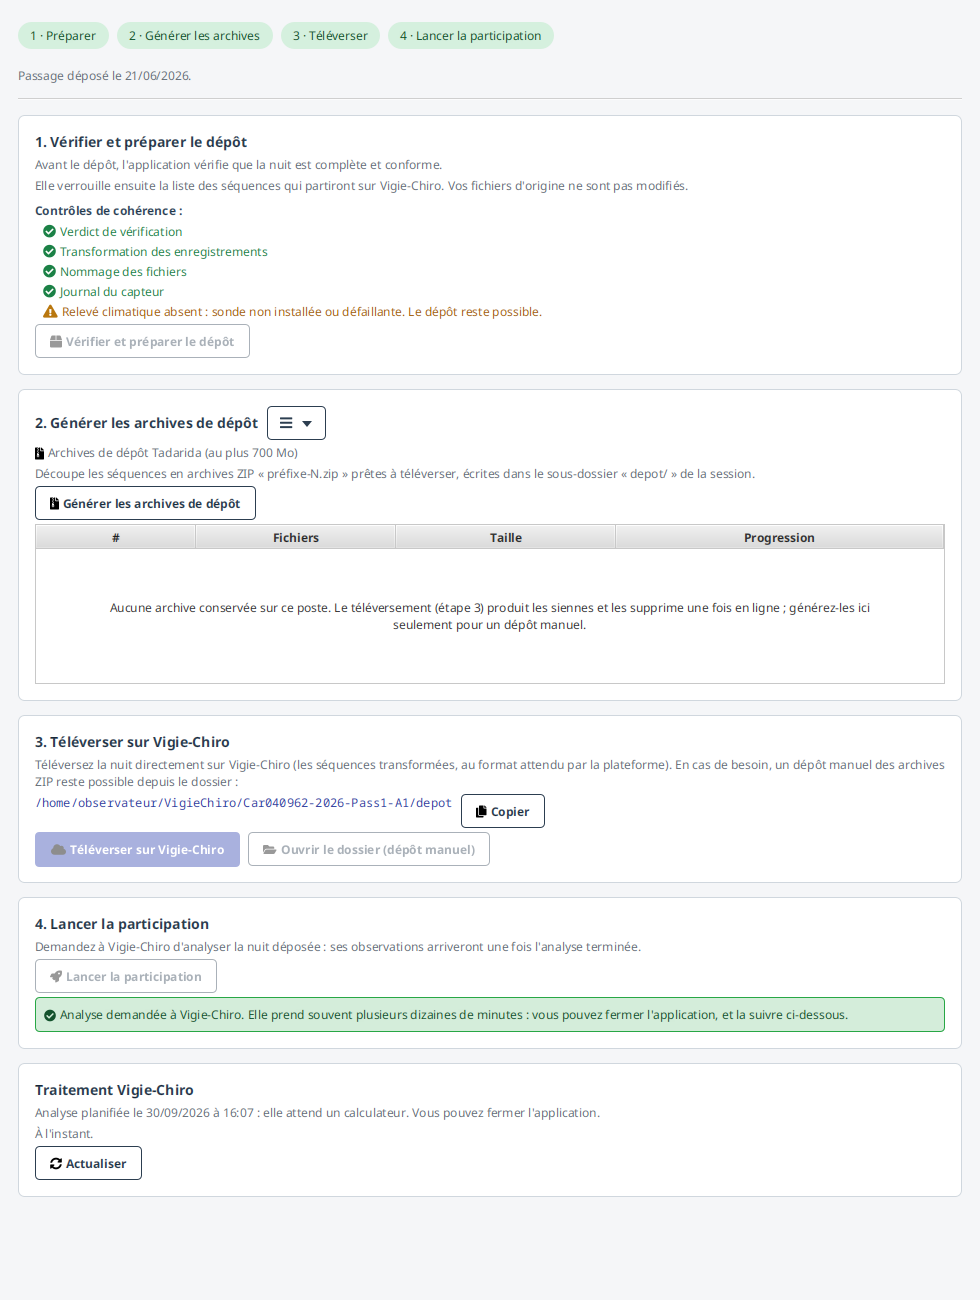 1 · Préparer
2 · Générer les archives
3 · Téléverser
4 · Lancer la participation
Passage déposé le 21/06/2026.
1. Vérifier et préparer le dépôt
Avant le dépôt, l'application vérifie que la nuit est complète et conforme.
Elle verrouille ensuite la liste des séquences qui partiront sur Vigie-Chiro. Vos fichiers d'origine ne sont pas modifiés.
Contrôles de cohérence :
Verdict de vérification
Transformation des enregistrements
Nommage des fichiers
Journal du capteur
Relevé climatique absent : sonde non installée ou défaillante. Le dépôt reste possible.
Vérifier et préparer le dépôt
2. Générer les archives de dépôt
Archives de dépôt Tadarida (au plus 700 Mo)
Découpe les séquences en archives ZIP « préfixe-N.zip » prêtes à téléverser, écrites dans le sous-dossier « depot/ » de la session.
Générer les archives de dépôt
# Fichiers Taille Progression
Aucune archive conservée sur ce poste. Le téléversement (étape 3) produit les siennes et les supprime une fois en ligne ; générez-les ici
seulement pour un dépôt manuel.
3. Téléverser sur Vigie-Chiro
Téléversez la nuit directement sur Vigie-Chiro (les séquences transformées, au format attendu par la plateforme). En cas de besoin, un dépôt manuel des archives
ZIP reste possible depuis le dossier :
/home/observateur/VigieChiro/Car040962-2026-Pass1-A1/depot
Copier
Téléverser sur Vigie-Chiro
Ouvrir le dossier (dépôt manuel)
4. Lancer la participation
Demandez à Vigie-Chiro d'analyser la nuit déposée : ses observations arriveront une fois l'analyse terminée.
Lancer la participation
Analyse demandée à Vigie-Chiro. Elle prend souvent plusieurs dizaines de minutes : vous pouvez fermer l'application, et la suivre ci-dessous.
Traitement Vigie-Chiro
Analyse planifiée le 30/09/2026 à 16:07 : elle attend un calculateur. Vous pouvez fermer l'application.
À l'instant.
Actualiser